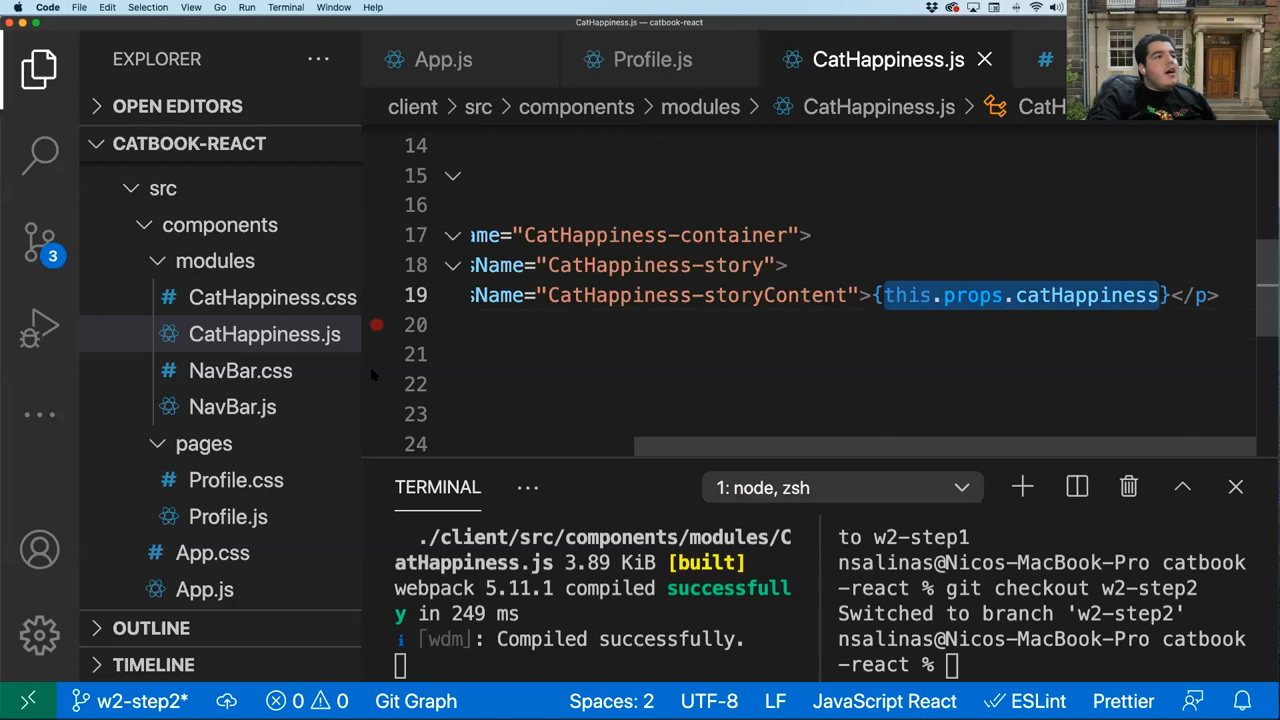 Code File Edit Selection View Go Run Terminal Window Help
CatHappiness.js — catbook-react
EXPLORER
App.js
Profile.js
CatHappiness.js
#
OPEN EDITORS
client > src > components > modules > CatHappiness.js > CatH
CATBOOK-REACT
src
components
modules
CatHappiness.css
CatHappiness.js
# NavBar.css
NavBar.js
pages
# Profile.css
Profile.js
# App.css
App.js
OUTLINE
TIMELINE
14
15
16
17 ame="CatHappiness-container">
18 sName="CatHappiness-story">
19 sName="CatHappiness-storyContent">{this.props.catHappiness}</p>
20
21
22
23
24
TERMINAL
1: node, zsh
./client/src/components/modules/C
atHappiness.js 3.89 KiB [built]
webpack 5.11.1 compiled successfull
y in 249 ms
i ｢wdm｣: Compiled successfully.
to w2-step1
nsalinas@Nicos-MacBook-Pro catbook
-react % git checkout w2-step2
Switched to branch 'w2-step2'
nsalinas@Nicos-MacBook-Pro catbook
-react %
3
w2-step2* 0 0 Git Graph Spaces: 2 UTF-8 LF JavaScript React ESLint Prettier